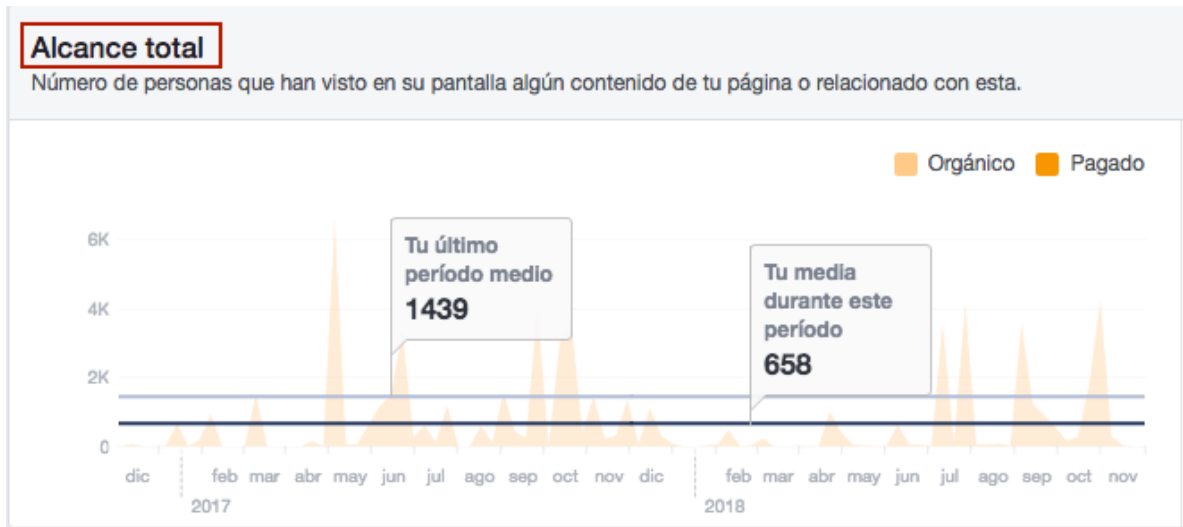 Alcance total
Número de personas que han visto en su pantalla algún contenido de tu página o relacionado con esta.
Orgánico Pagado
6K
4K
2K
0
Tu último
período medio
1439
Tu media
durante este
período
658
dic feb mar abr may jun jul ago sep oct nov dic feb mar abr may jun jul ago sep oct nov
2017 2018